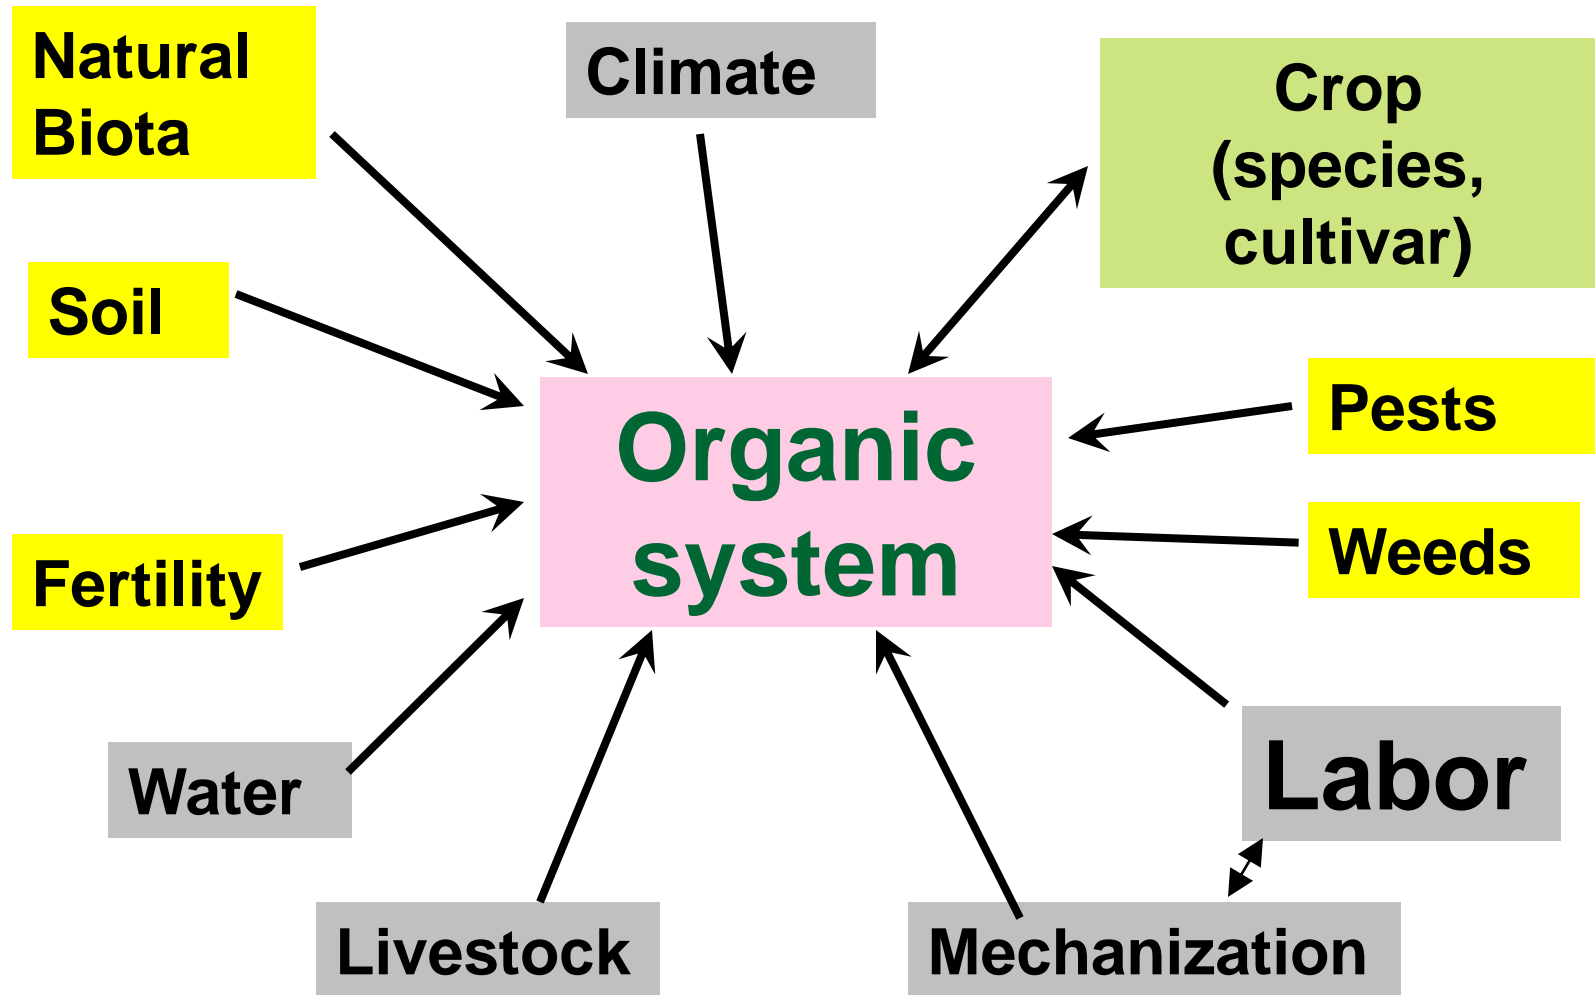 Natural
Biota
Climate
Crop
(species,
cultivar)
Soil
Pests
Organic
system
Weeds
Fertility
Water
Labor
Livestock
Mechanization